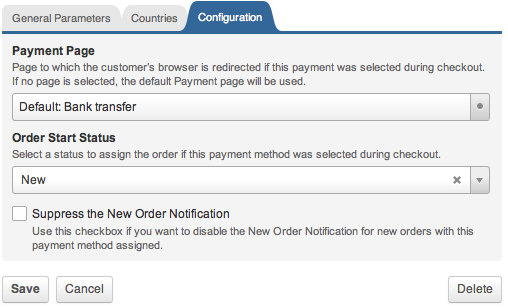 General Parameters
Countries
Configuration
Payment Page
Page to which the customer's browser is redirected if this payment was selected during checkout.
If no page is selected, the default Payment page will be used.
Default: Bank transfer
Order Start Status
Select a status to assign the order if this payment method was selected during checkout.
New
Suppress the New Order Notification
Use this checkbox if you want to disable the New Order Notification for new orders with this
payment method assigned.
Save
Cancel
Delete